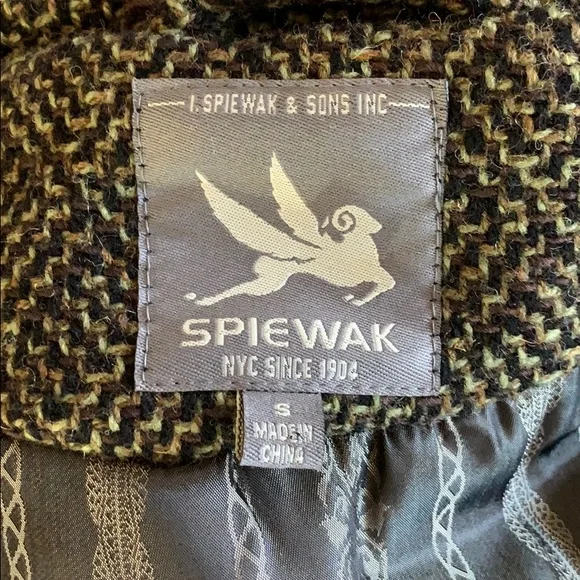 I. SPIEWAK & SONS INC
SPIEWAK
NYC SINCE 1904
S
MADE IN
CHINA